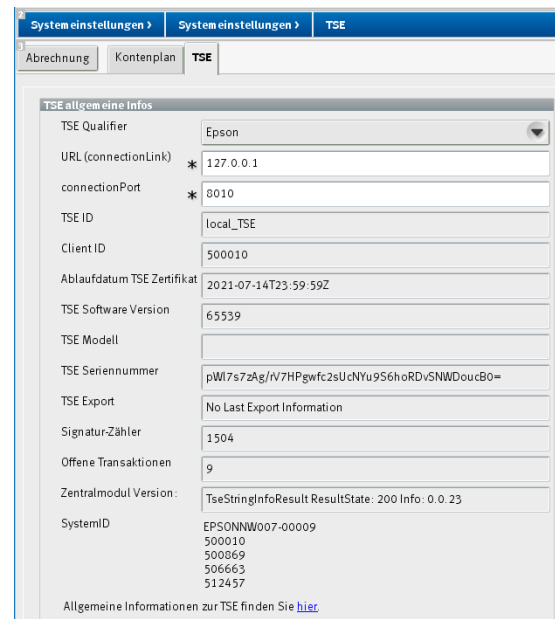 2
Systemeinstellungen > Systemeinstellungen > TSE
3
Abrechnung Kontenplan TSE
TSE allgemeine Infos
TSE Qualifier Epson
URL (connectionLink) * 127.0.0.1
connectionPort * 8010
TSE ID local_TSE
Client ID 500010
Ablaufdatum TSE Zertifikat 2021-07-14T23:59:59Z
TSE Software Version 65539
TSE Modell
TSE Seriennummer pWl7s7zAg/rV7HPgwfc2sUcNYu9S6hoRDvSNWDoucB0=
TSE Export No Last Export Information
Signatur-Zähler 1504
Offene Transaktionen 9
Zentralmodul Version: TseStringInfoResult ResultState: 200 Info: 0.0.23
SystemID EPSONNW007-00009
500010
500869
506663
512457
Allgemeine Informationen zur TSE finden Sie hier.